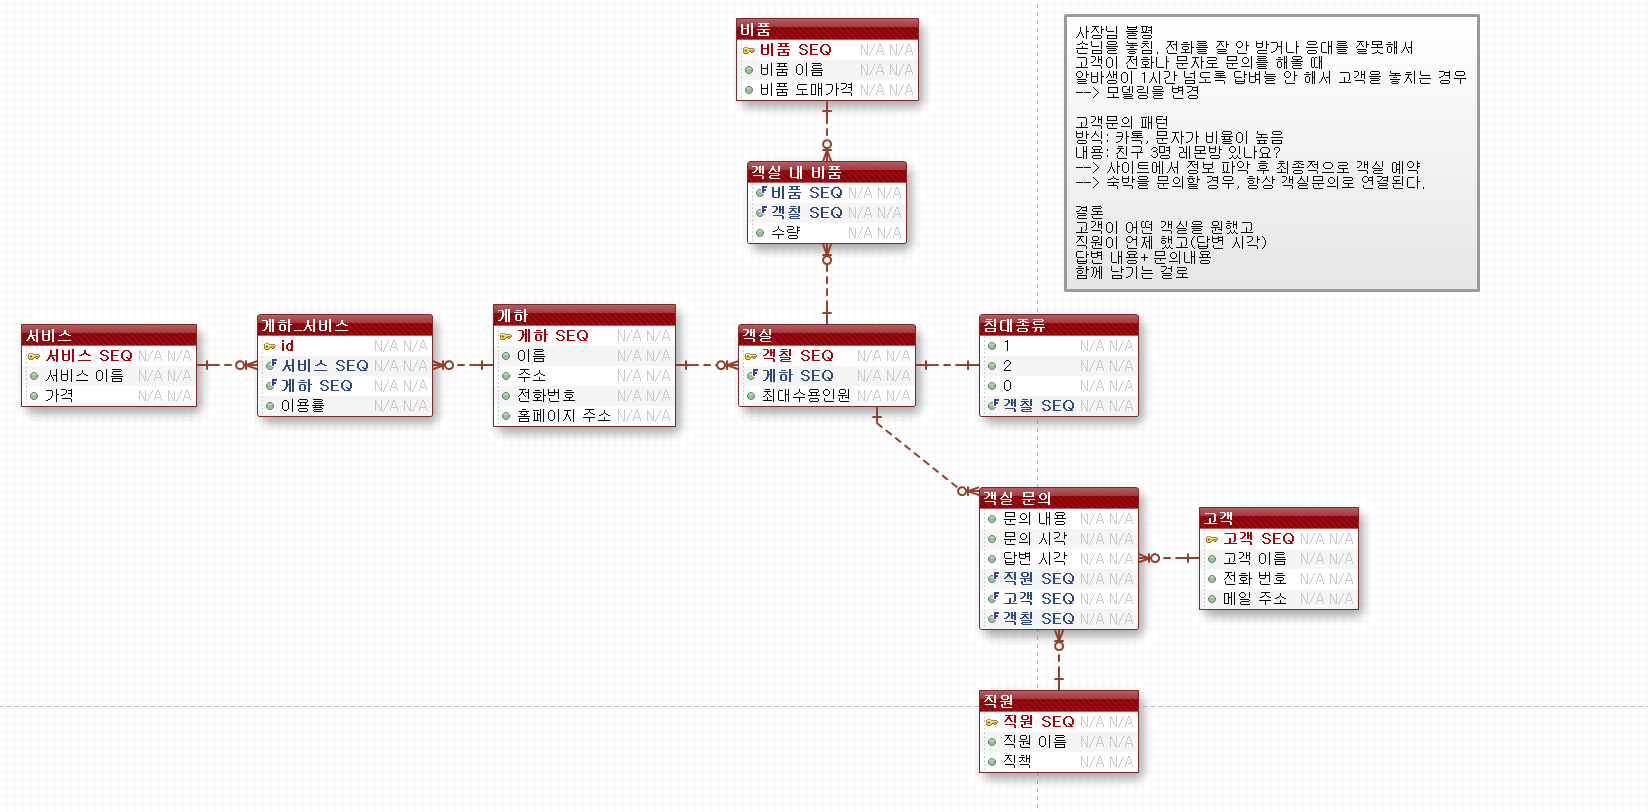 비품
비품 SEQ N/A N/A
비품 이름 N/A N/A
비품 도매가격 N/A N/A
사장님 불평
손님을 놓침. 전화를 잘 안 받거나 응대를 잘못해서
고객이 전화나 문자로 문의를 해올 때
알바생이 1시간 넘도록 답벼늘 안 해서 고객을 놓치는 경우
--> 모델링을 변경
고객문의 패턴
방식: 카톡, 문자가 비율이 높음
내용: 친구 3명 레몬방 있나요?
--> 사이트에서 정보 파악 후 최종적으로 객실 예약
--> 숙박을 문의할 경우, 항상 객실문의로 연결된다.
결론
고객이 어떤 객실을 원했고
직원이 언제 했고(답변 시각)
답변 내용+ 문의내용
함께 남기는 걸로
객실 내 비품
비품 SEQ N/A N/A
객칠 SEQ N/A N/A
수량 N/A N/A
서비스
서비스 SEQ N/A N/A
서비스 이름 N/A N/A
가격 N/A N/A
게하_서비스
id N/A N/A
서비스 SEQ N/A N/A
게하 SEQ N/A N/A
이용률 N/A N/A
게하
게하 SEQ N/A N/A
이름 N/A N/A
주소 N/A N/A
전화번호 N/A N/A
홈페이지 주소 N/A N/A
객실
객칠 SEQ N/A N/A
게하 SEQ N/A N/A
최대수용인원 N/A N/A
침대종류
1 N/A N/A
2 N/A N/A
0 N/A N/A
객칠 SEQ N/A N/A
객실 문의
문의 내용 N/A N/A
문의 시각 N/A N/A
답변 시각 N/A N/A
직원 SEQ N/A N/A
고객 SEQ N/A N/A
객칠 SEQ N/A N/A
고객
고객 SEQ N/A N/A
고객 이름 N/A N/A
전화 번호 N/A N/A
메일 주소 N/A N/A
직원
직원 SEQ N/A N/A
직원 이름 N/A N/A
직책 N/A N/A